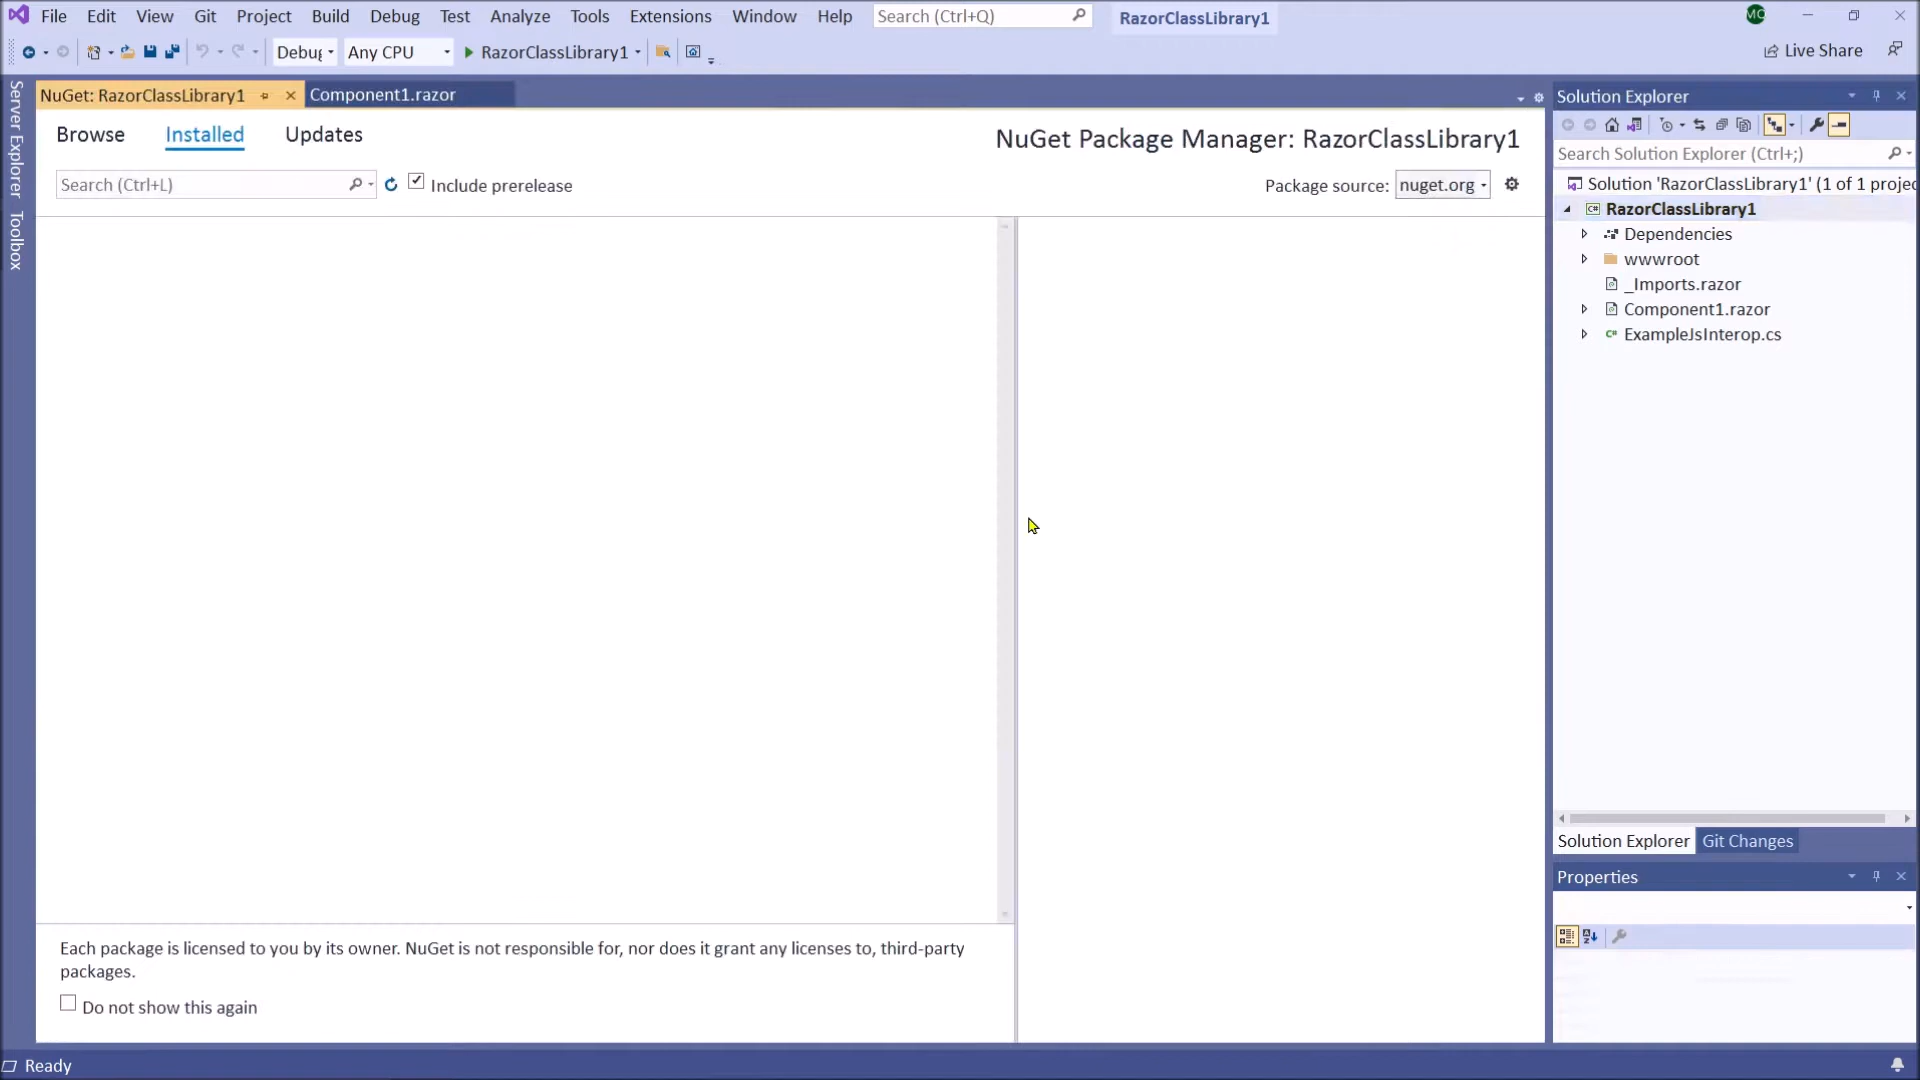 File Edit View Git Project Build Debug Test Analyze Tools Extensions Window Help Search (Ctrl+Q) RazorClassLibrary1 MC
Debug Any CPU RazorClassLibrary1 Live Share
Server Explorer
Toolbox
NuGet: RazorClassLibrary1 Component1.razor
Browse Installed Updates
NuGet Package Manager: RazorClassLibrary1
Search (Ctrl+L) Include prerelease
Package source: nuget.org
Each package is licensed to you by its owner. NuGet is not responsible for, nor does it grant any licenses to, third-party
packages.
Do not show this again
Solution Explorer
Search Solution Explorer (Ctrl+;)
Solution 'RazorClassLibrary1' (1 of 1 projec
C# RazorClassLibrary1
Dependencies
wwwroot
_Imports.razor
Component1.razor
C# ExampleJsInterop.cs
Solution Explorer Git Changes
Properties
Ready